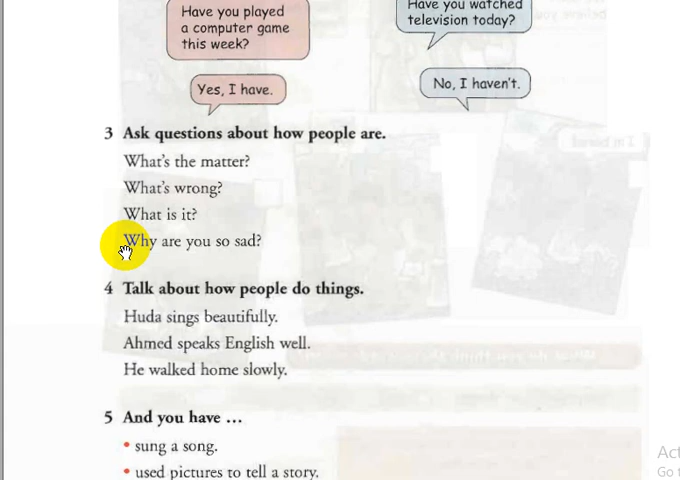 Have you played
a computer game
this week?
Have you watched
television today?
Yes, I have.
No, I haven't.
3 Ask questions about how people are.
What's the matter?
What's wrong?
What is it?
Why are you so sad?
4 Talk about how people do things.
Huda sings beautifully.
Ahmed speaks English well.
He walked home slowly.
5 And you have ...
• sung a song.
• used pictures to tell a story.
Go t